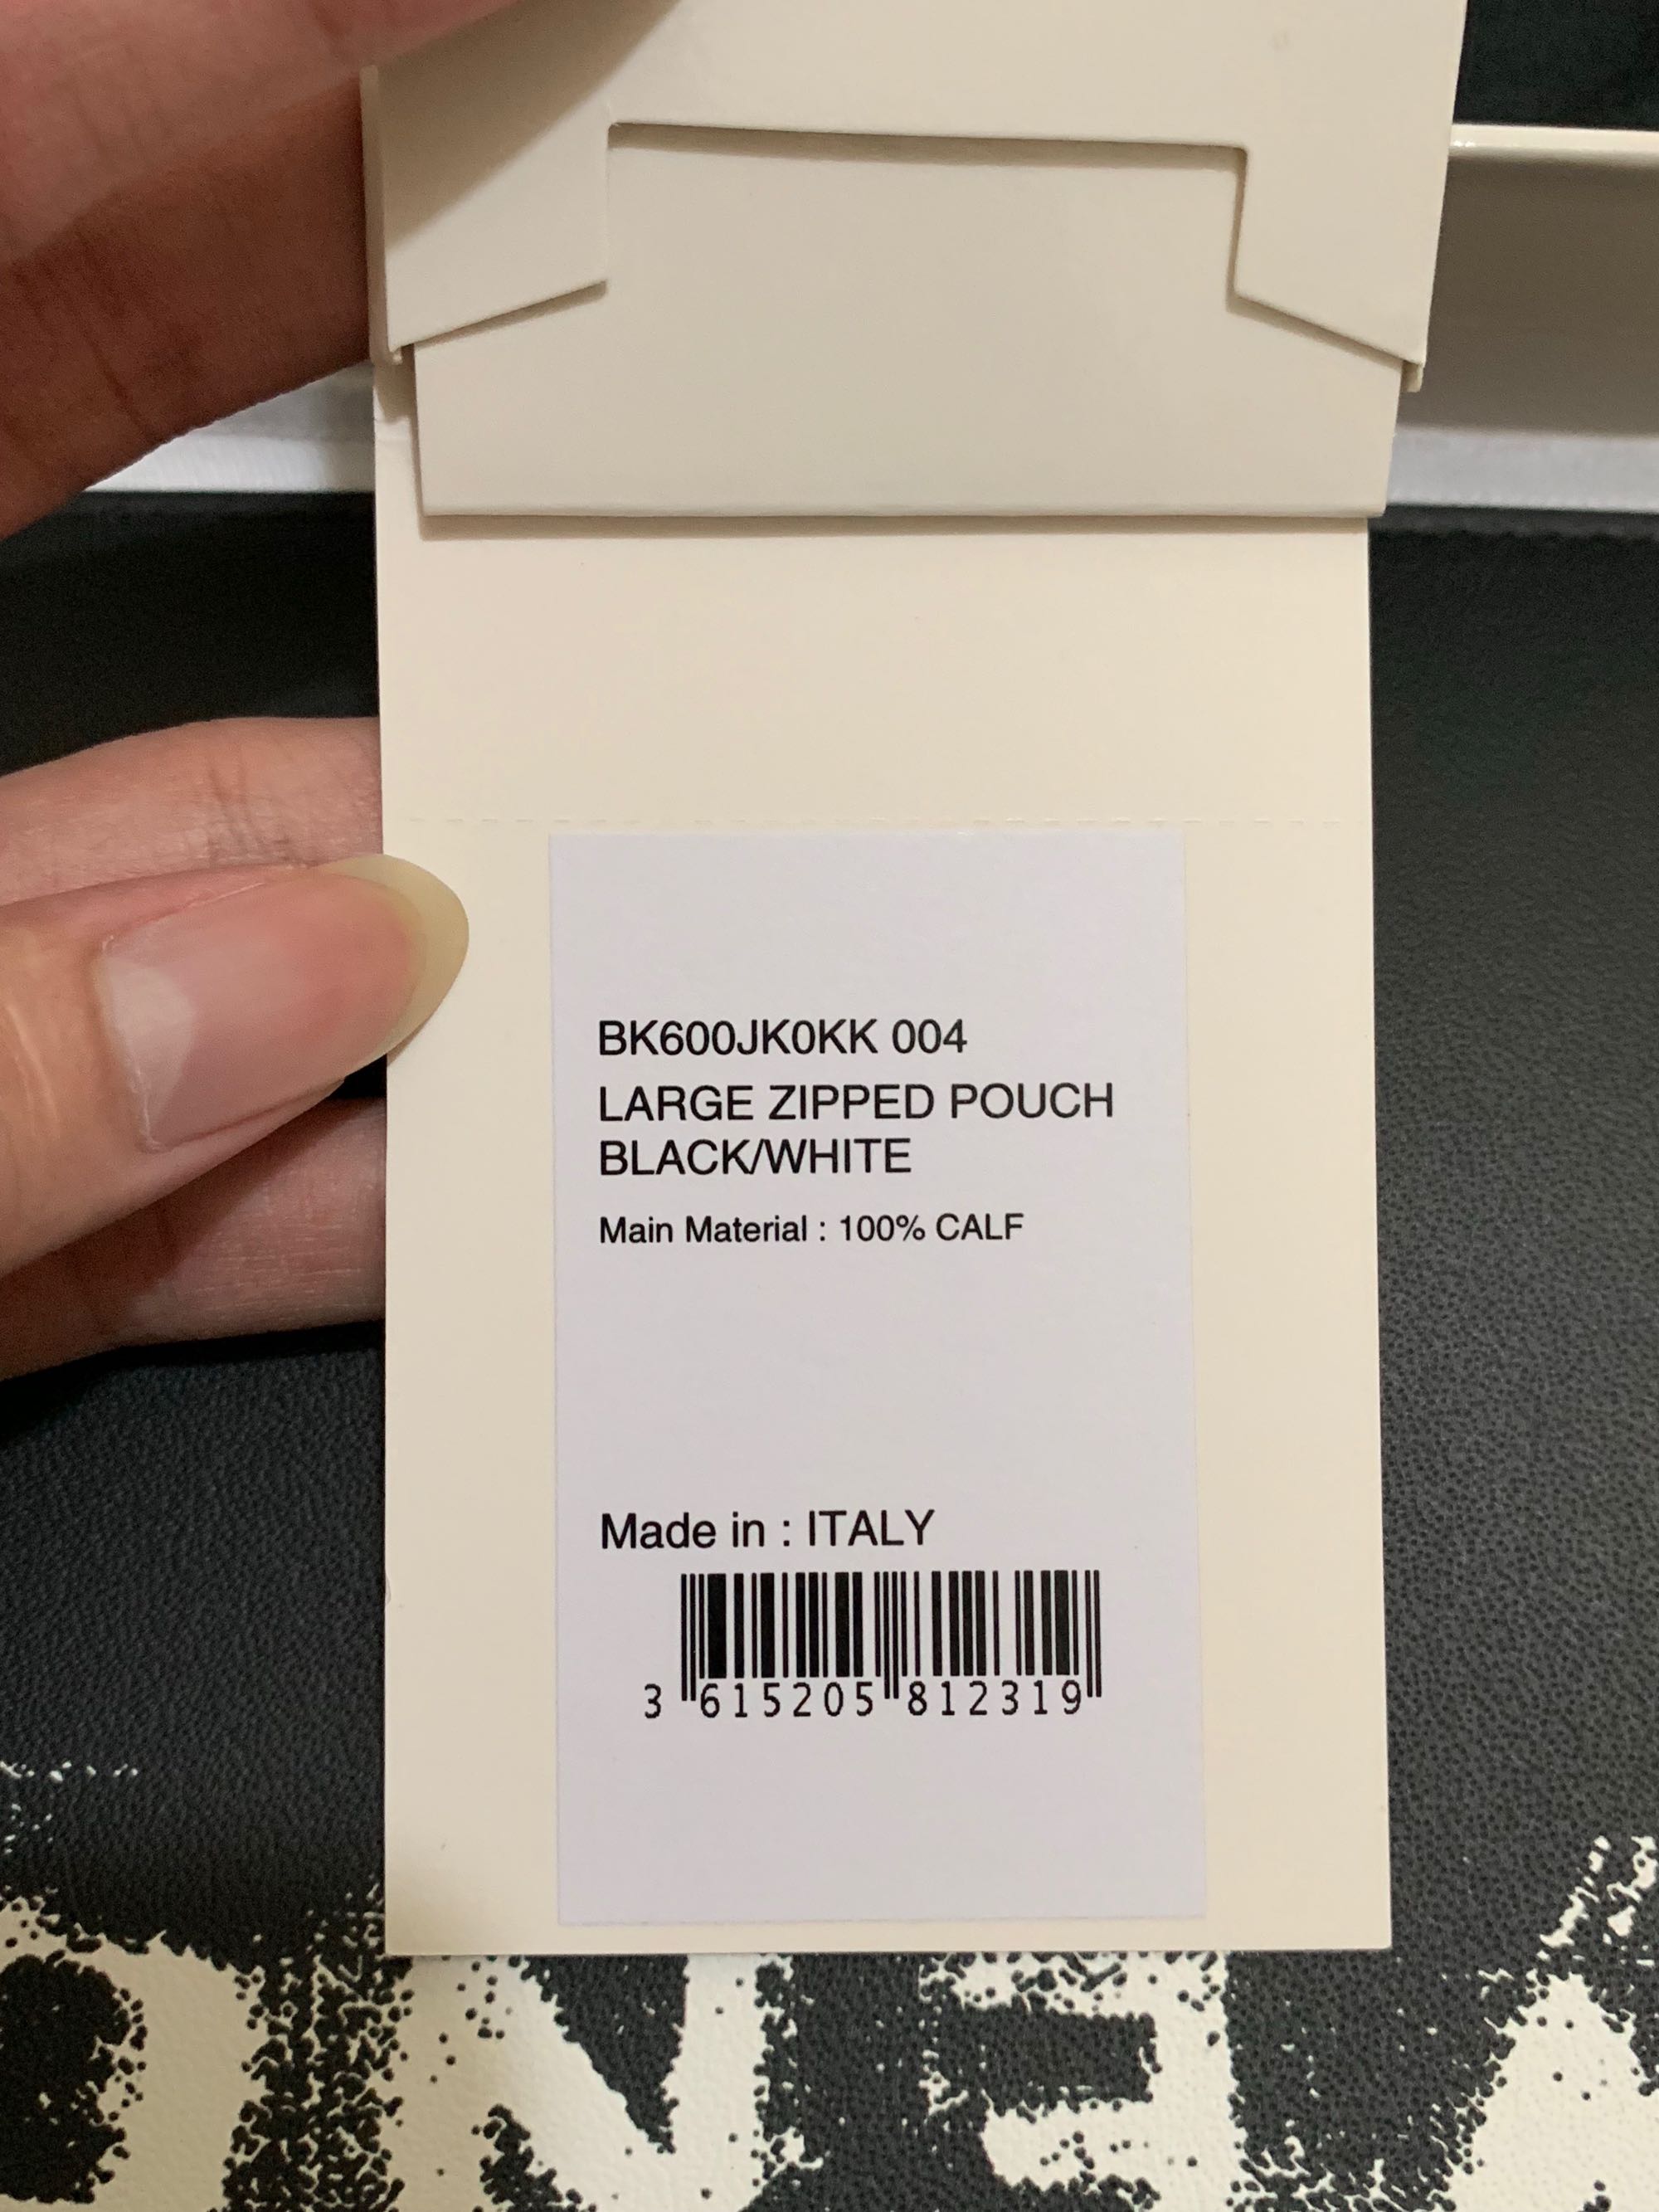 BK600JK0KK 004
LARGE ZIPPED POUCH
BLACK/WHITE
Main Material : 100% CALF
Made in : ITALY
3 615205 812319